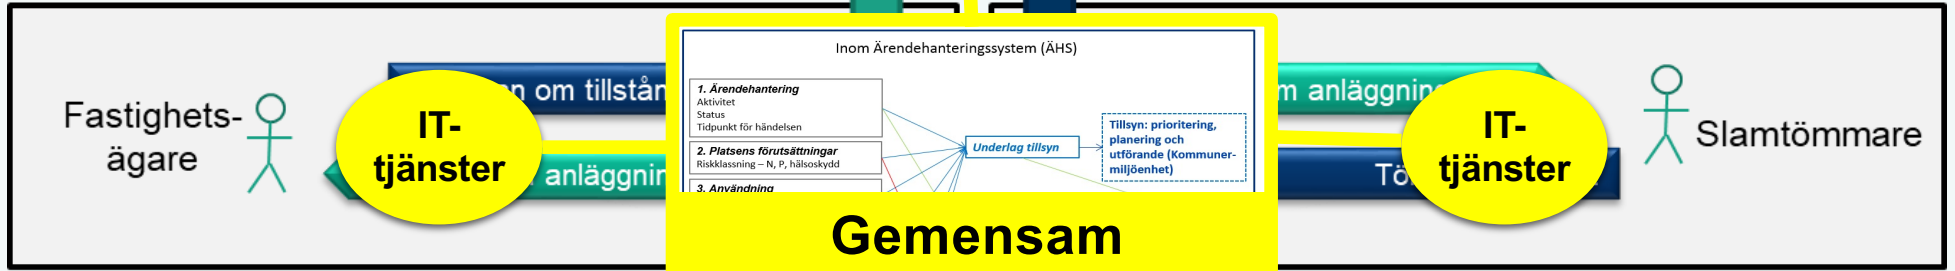 Inom Ärendehanteringssystem (ÄHS)
1. Ärendehantering
Aktivitet
Status
Tidpunkt för händelsen
2. Platsens förutsättningar
Riskklassning – N, P, hälsoskydd
3. Användning
Underlag tillsyn
Tillsyn: prioritering,
planering och
utförande (Kommuner-
miljöenhet)
Fastighets-
ägare
om tillstån
IT-
tjänster
anläggnin
Gemensam
anläggnin
IT-
tjänster
Slamtömmare